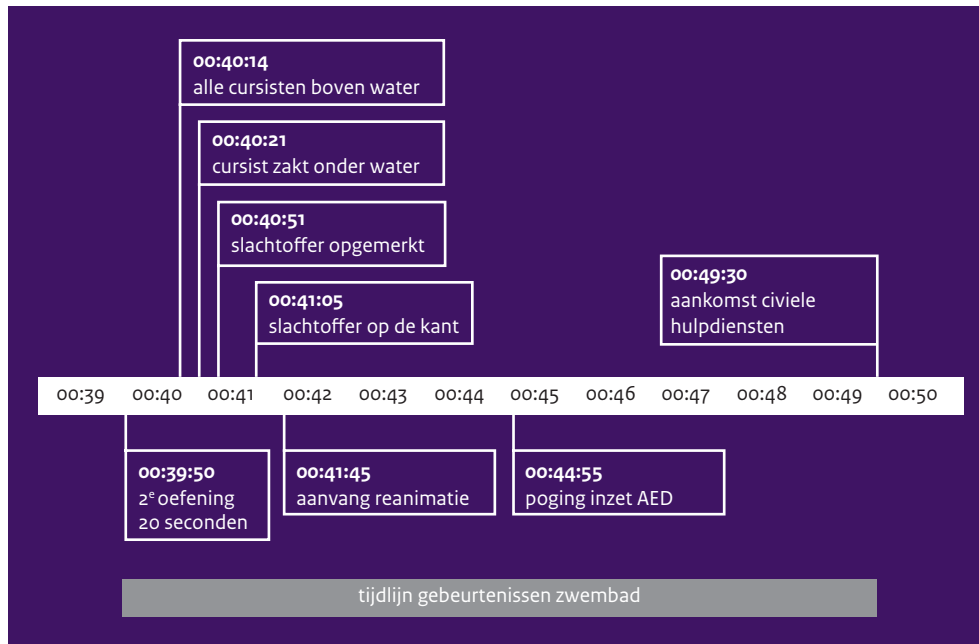 00:40:14
alle cursisten boven water
00:40:21
cursist zakt onder water
00:40:51
slachtoffer opgemerkt
00:41:05
slachtoffer op de kant
00:49:30
aankomst civiele
hulpdiensten
00:39 00:40 00:41 00:42 00:43 00:44 00:45 00:46 00:47 00:48 00:49 00:50
00:39:50
2e oefening
20 seconden
00:41:45
aanvang reanimatie
00:44:55
poging inzet AED
tijdlijn gebeurtenissen zwembad